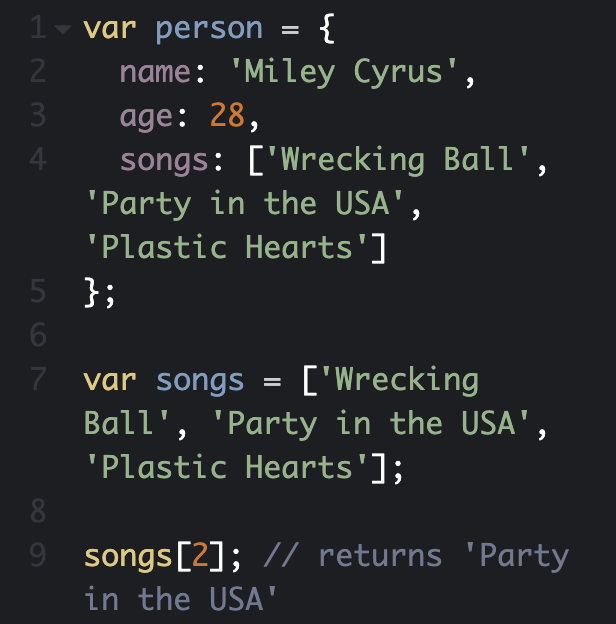 1 var person = {
2 name: 'Miley Cyrus',
3 age: 28,
4 songs: ['Wrecking Ball',
'Party in the USA',
'Plastic Hearts']
5 };
6
7 var songs = ['Wrecking
Ball', 'Party in the USA',
'Plastic Hearts'];
8
9 songs[2]; // returns 'Party
in the USA'